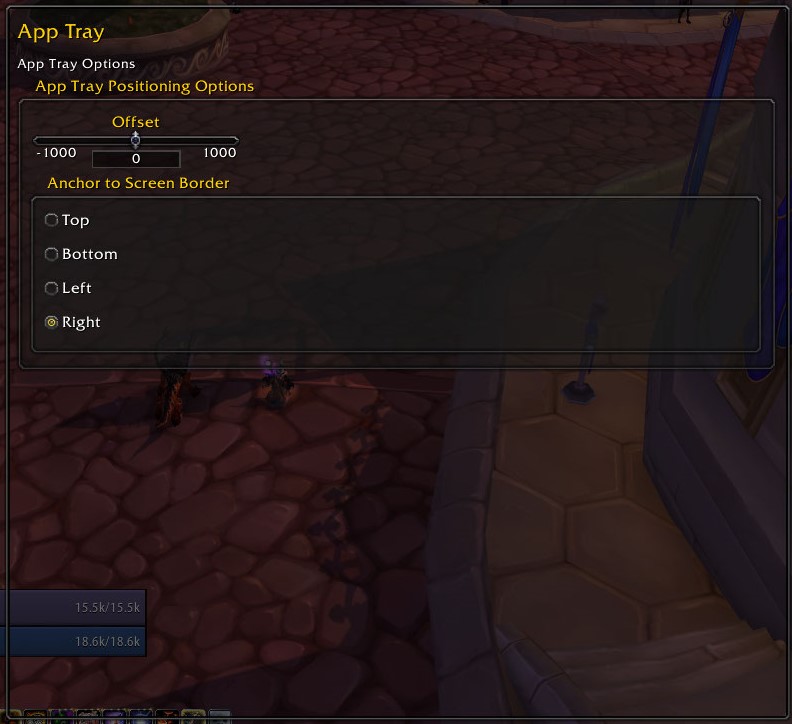 App Tray
App Tray Options
App Tray Positioning Options
Offset
-1000 1000
0
Anchor to Screen Border
Top
Bottom
Left
Right
15.5k/15.5k
18.6k/18.6k